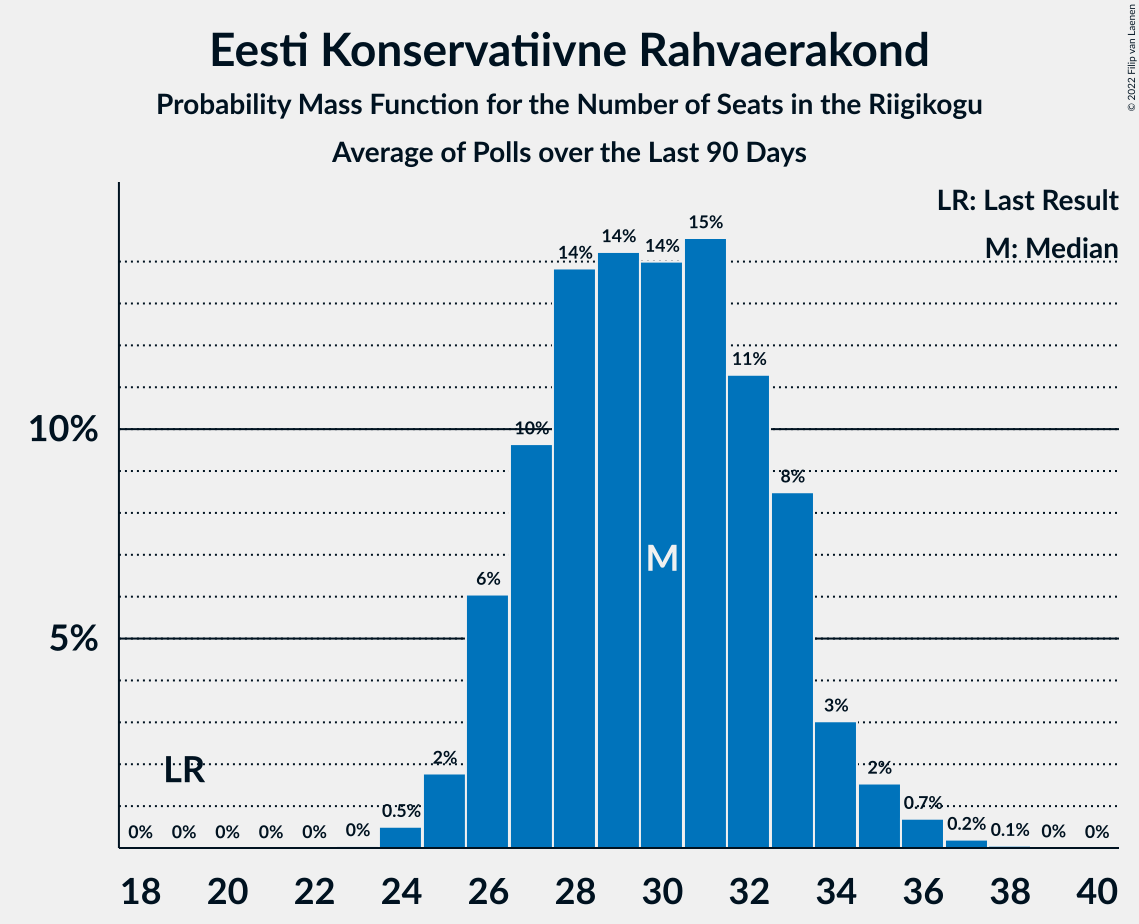 Eesti Konservatiivne Rahvaerakond
Probability Mass Function for the Number of Seats in the Riigikogu
Average of Polls over the Last 90 Days
© 2022 Filip van Laenen
LR: Last Result
M: Median
15%
14% 14% 14%
11%
10% 10%
8%
M
6%
5%
3%
LR 2% 2%
0% 0% 0% 0% 0% 0% 0.5% 0.7% 0.2% 0.1% 0% 0%
18 20 22 24 26 28 30 32 34 36 38 40